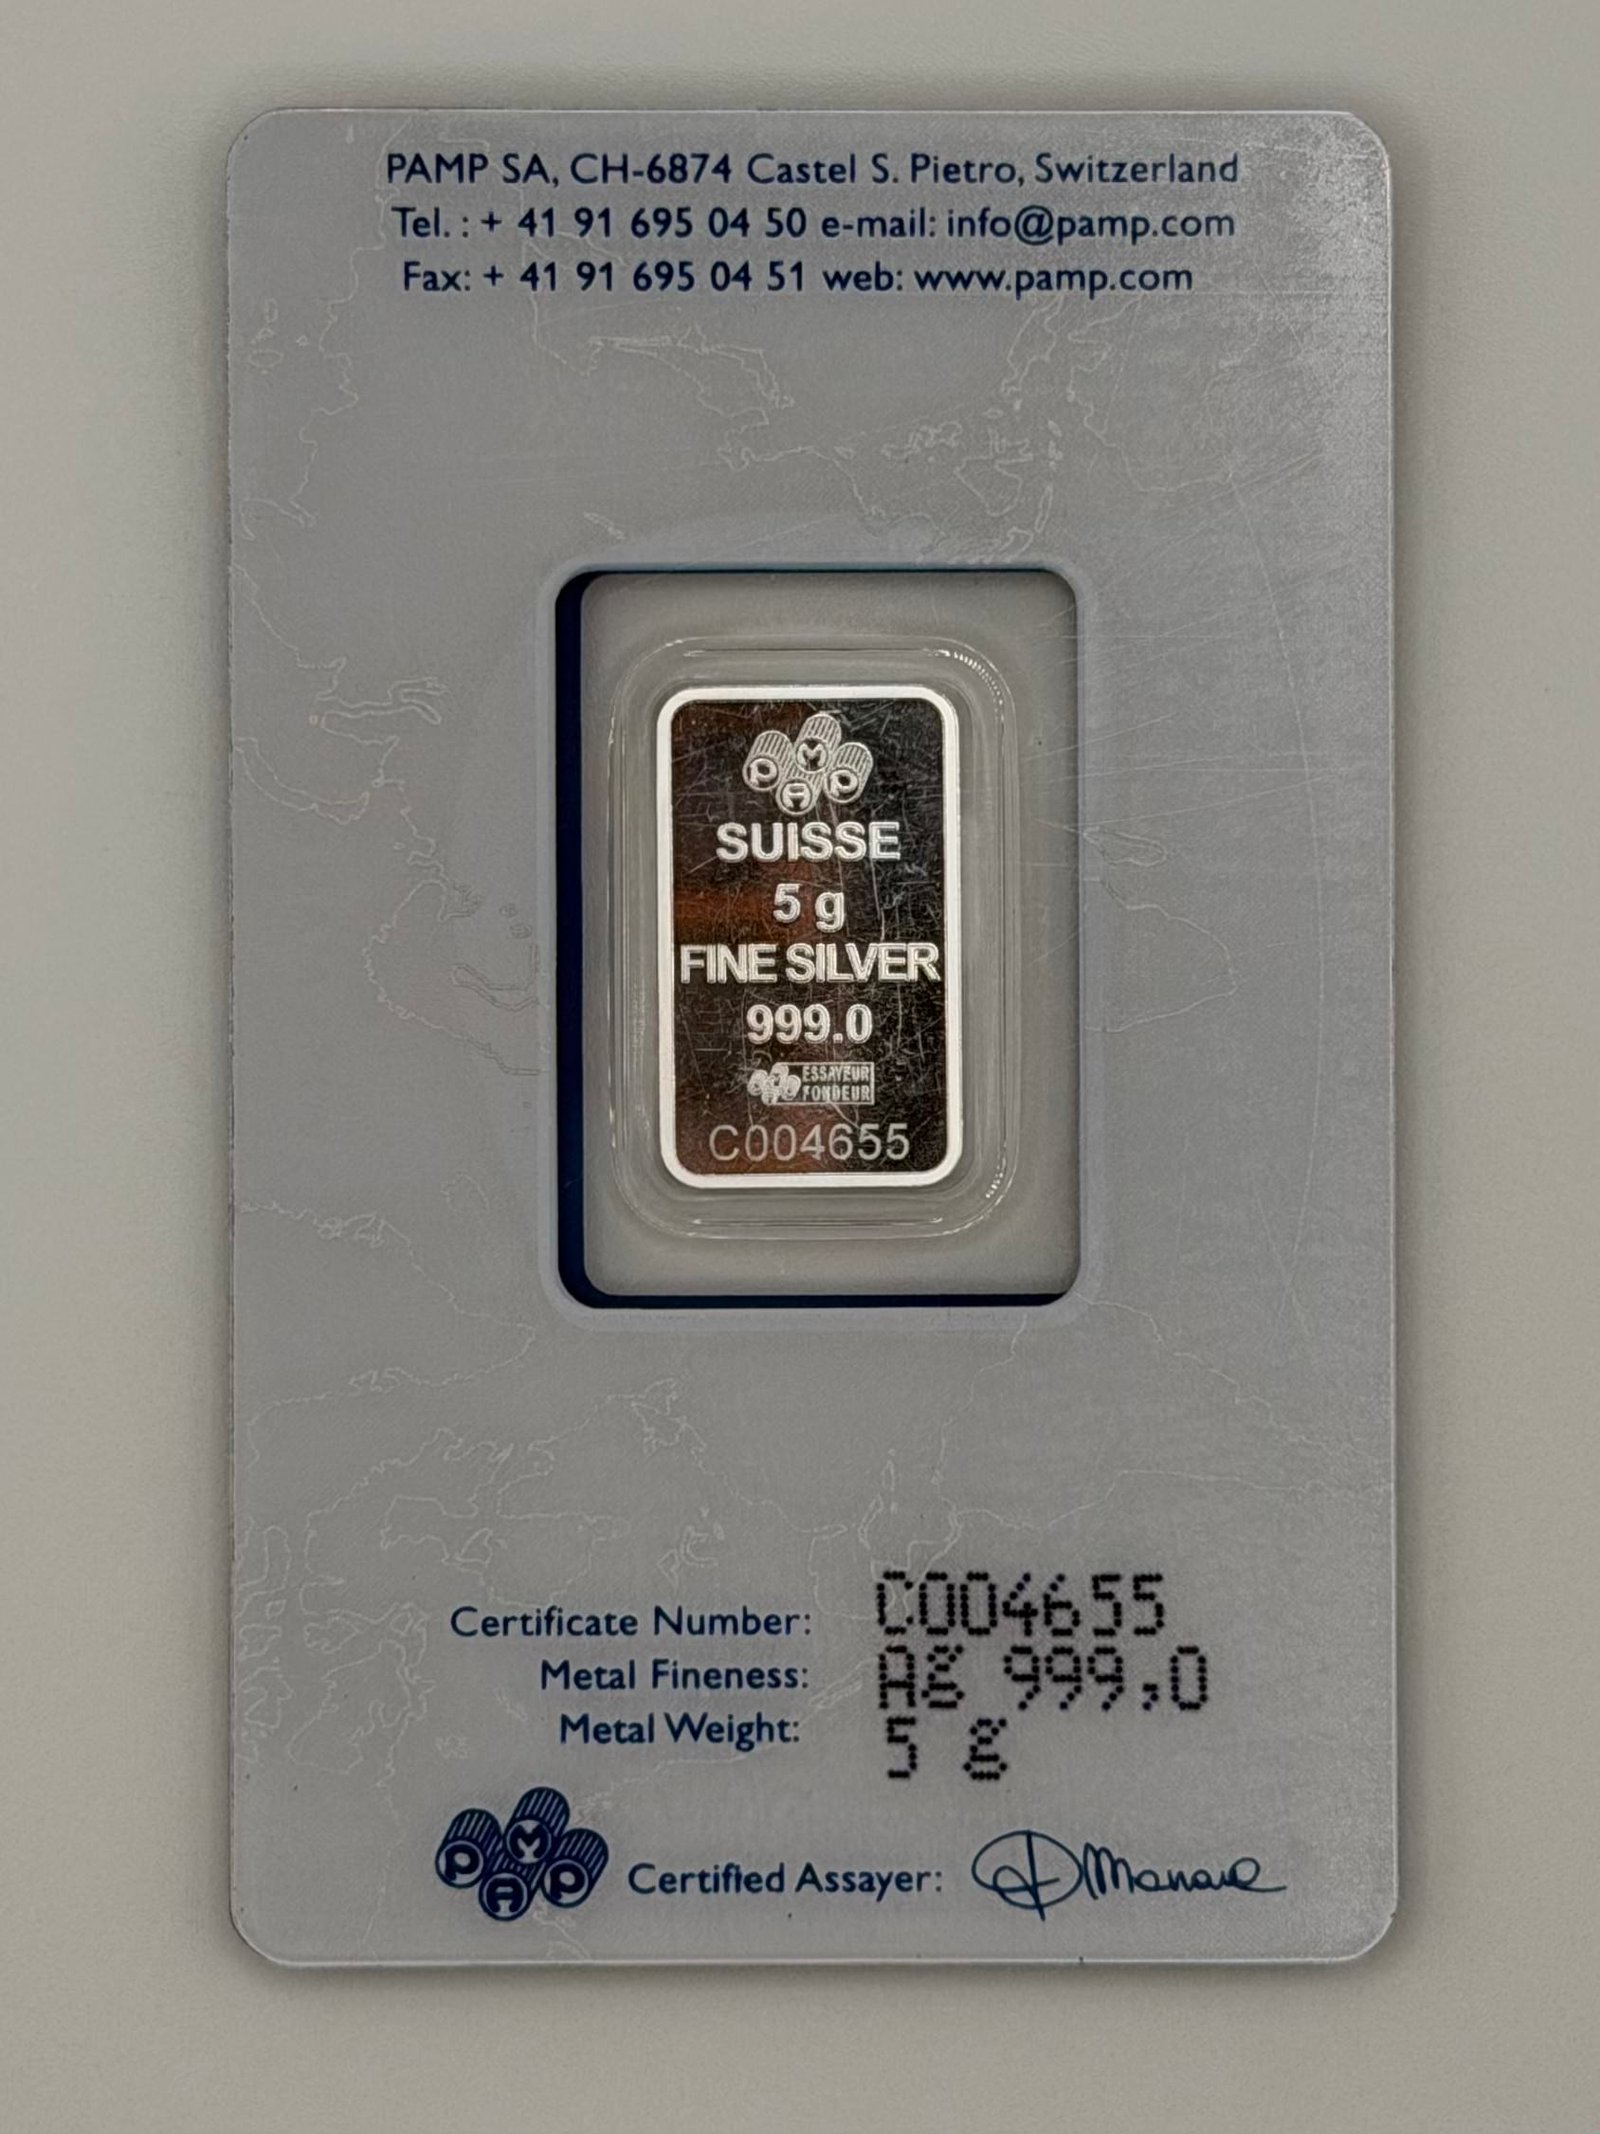 PAMP SA, CH-6874 Castel S. Pietro, Switzerland
Tel. : + 41 91 695 04 50 e-mail: info@pamp.com
Fax: + 41 91 695 04 51 web: www.pamp.com
PAMP
SUISSE
5 g
FINE SILVER
999.0
ESSAYEUR
FONDEUR
C004655
Certificate Number: C004655
Metal Fineness: Ag 999,0
Metal Weight: 5 g
PAMP
Certified Assayer: